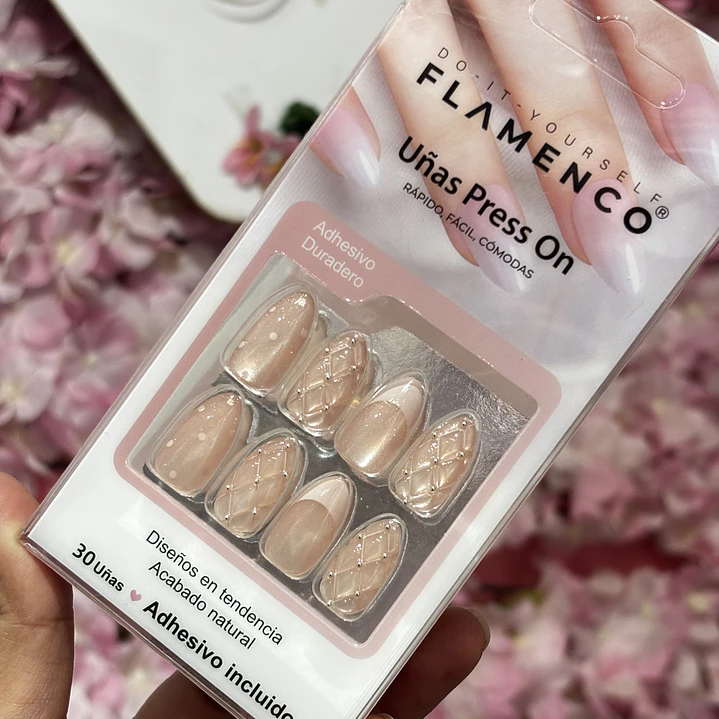 DO-IT-YOURSELF
FLAMENCO®
Uñas Press On
RÁPIDO, FÁCIL, CÓMODAS
Adhesivo
Duradero
Diseños en tendencia
Acabado natural
30 Uñas ♥ Adhesivo incluido